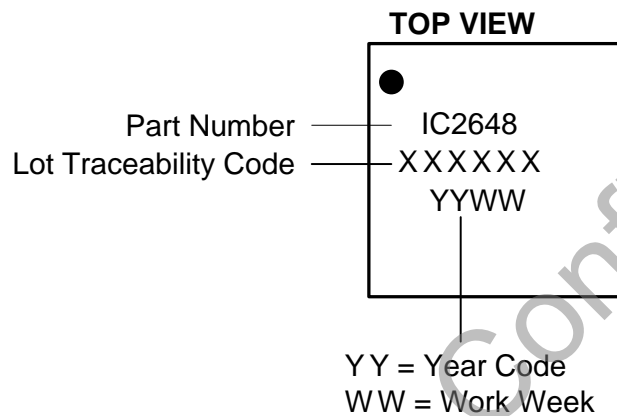 TOP VIEW
Part Number
IC2648
Lot Traceability Code
XXXXXX
YYWW
YY = Year Code
WW = Work Week